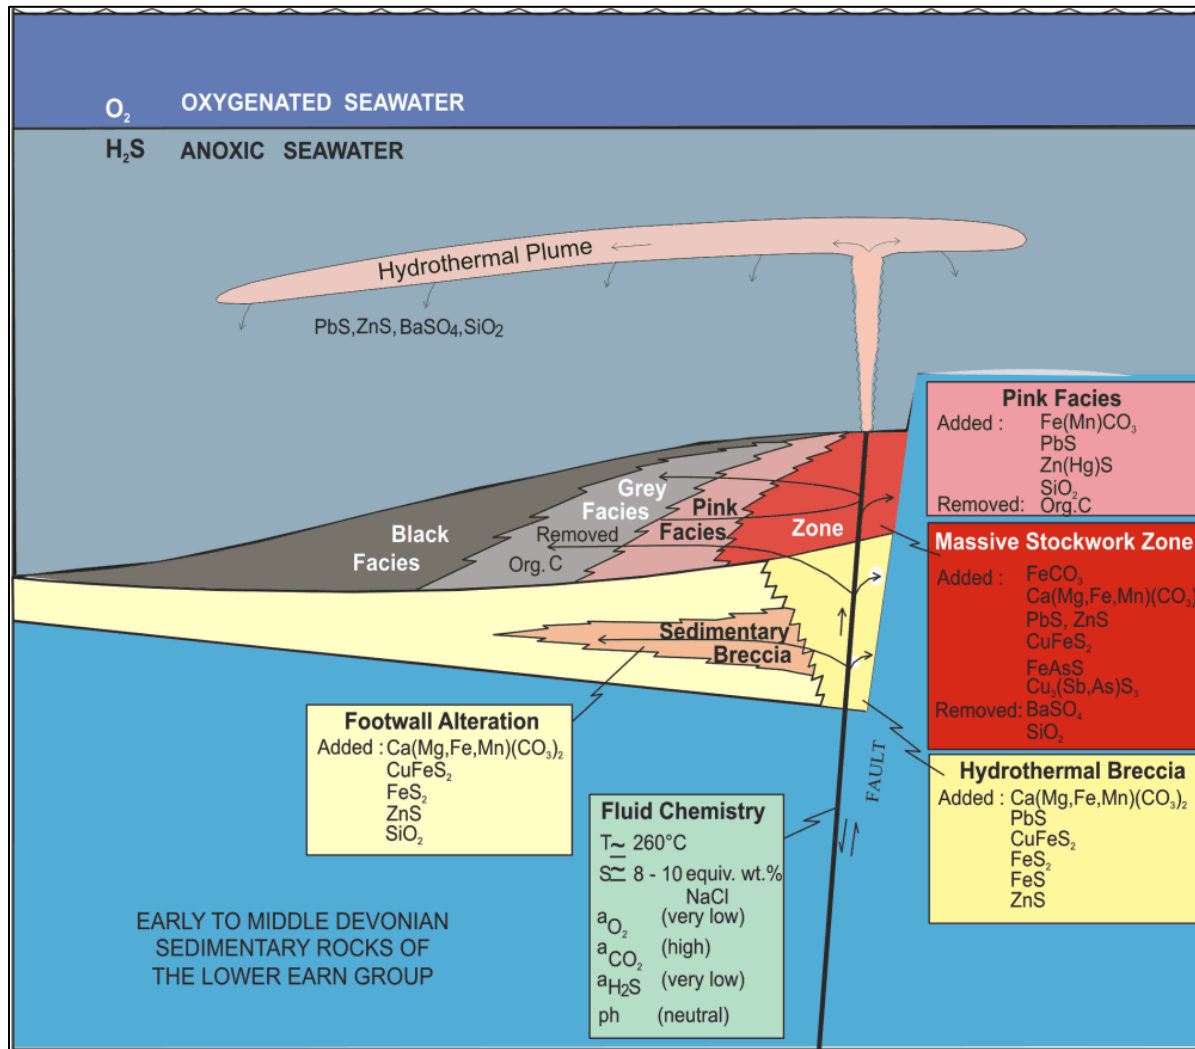 O₂ OXYGENATED SEAWATER
H₂S ANOXIC SEAWATER
Hydrothermal Plume
PbS,ZnS,BaSO₄,SiO₂
Grey
Facies
Removed
Org. C
Black
Facies
Pink
Facies
Zone
Sedimentary
Breccia
Pink Facies
Added : Fe(Mn)CO₃
PbS
Zn(Hg)S
SiO₂
Removed: Org.C
Massive Stockwork Zone
Added : FeCO₃
Ca(Mg,Fe,Mn)(CO₃)
PbS, ZnS
CuFeS₂
FeAsS
Cu₃(Sb,As)S₃
Removed: BaSO₄
SiO₂
Hydrothermal Breccia
Added : Ca(Mg,Fe,Mn)(CO₃)₂
PbS
CuFeS₂
FeS₂
FeS
ZnS
Footwall Alteration
Added : Ca(Mg,Fe,Mn)(CO₃)₂
CuFeS₂
FeS₂
ZnS
SiO₂
Fluid Chemistry
T ≅ 260°C
S ≅ 8 - 10 equiv. wt.%
NaCl
aO₂ (very low)
aCO₂ (high)
aH₂S (very low)
ph (neutral)
FAULT
EARLY TO MIDDLE DEVONIAN
SEDIMENTARY ROCKS OF
THE LOWER EARN GROUP